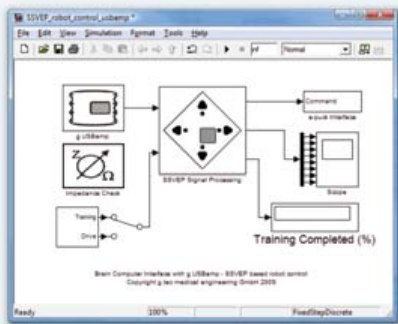 SSVEP_robot_control_usbamp *
File Edit View Simulation Format Tools Help
inf Normal
g.USBamp
Z Ω
Impedance Check
SSVEP Signal Processing
Command
Interface
Scope
Training
Drive
Training Completed (%)
Brain Computer Interface with g.USBamp - SSVEP based robot control
Copyright g.tec medical engineering GmbH 2009
Ready 100% FixedStepDiscrete